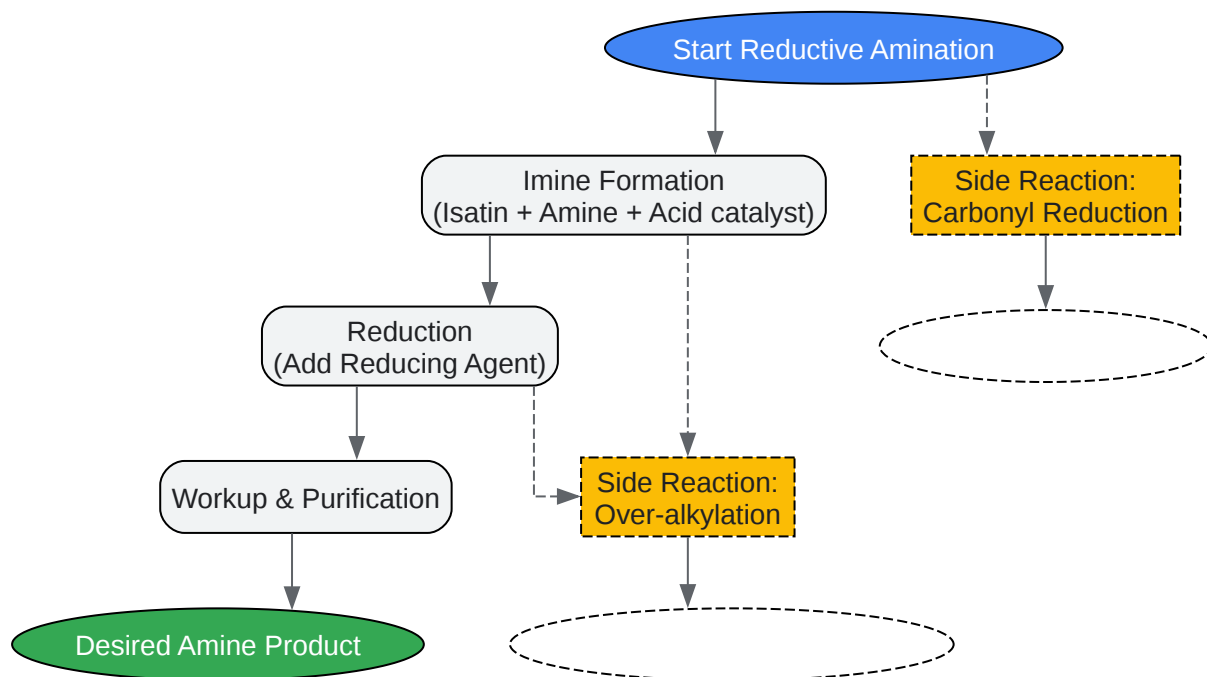 Start Reductive Amination
Imine Formation
(Isatin + Amine + Acid catalyst)
Side Reaction:
Carbonyl Reduction
Reduction
(Add Reducing Agent)
Workup & Purification
Side Reaction:
Over-alkylation
Desired Amine Product